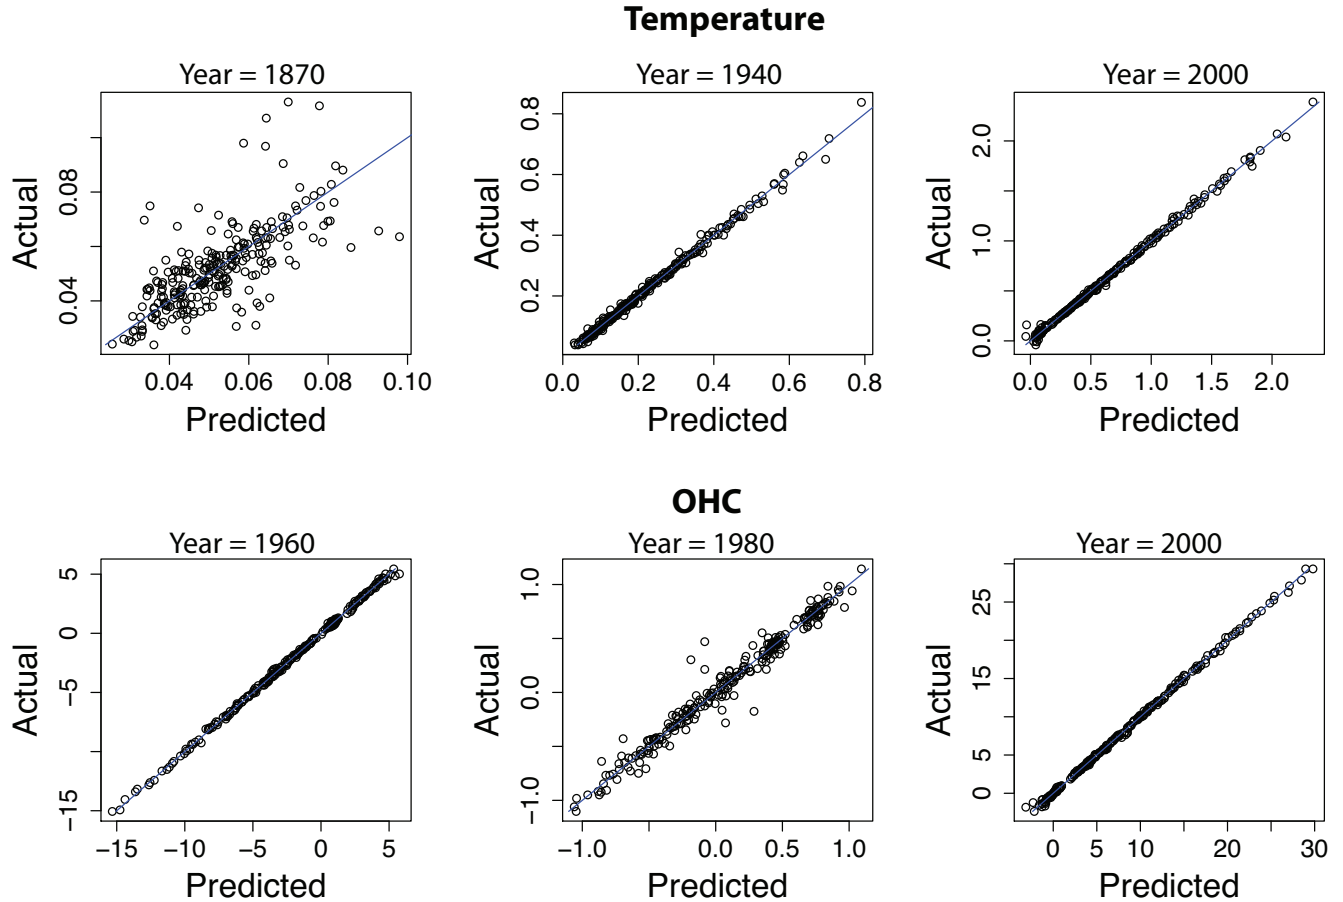 Temperature
Year = 1870
Year = 1940
Year = 2000
Actual
0.04
0.08
0.04
0.06
0.08
0.10
Predicted
Actual
0.2
0.4
0.6
0.8
0.0
0.2
0.4
0.6
0.8
Predicted
Actual
0.0
1.0
2.0
0.0
0.5
1.0
1.5
2.0
Predicted
OHC
Year = 1960
Year = 1980
Year = 2000
Actual
5
0
−5
−15
−15
−10
−5
0
5
Predicted
Actual
1.0
0.0
−1.0
−1.0
0.0
1.0
Predicted
Actual
25
15
5
0
0
5
10
20
30
Predicted